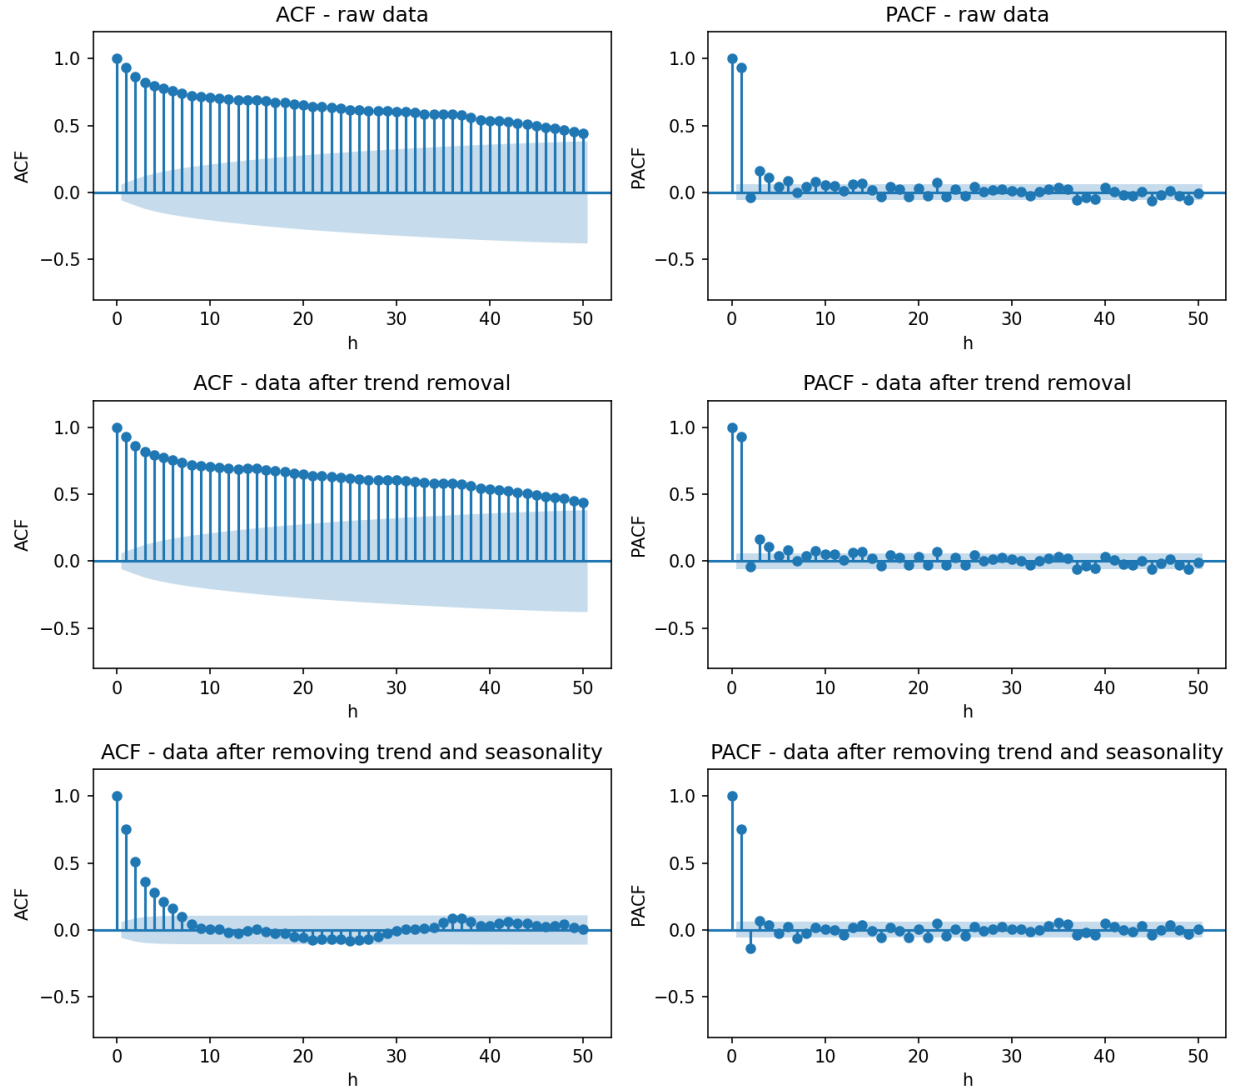 ACF - raw data
1.0
0.5
0.0
−0.5
ACF
0 10 20 30 40 50
h
PACF - raw data
1.0
0.5
0.0
−0.5
PACF
0 10 20 30 40 50
h
ACF - data after trend removal
1.0
0.5
0.0
−0.5
ACF
0 10 20 30 40 50
h
PACF - data after trend removal
1.0
0.5
0.0
−0.5
PACF
0 10 20 30 40 50
h
ACF - data after removing trend and seasonality
1.0
0.5
0.0
−0.5
ACF
0 10 20 30 40 50
h
PACF - data after removing trend and seasonality
1.0
0.5
0.0
−0.5
PACF
0 10 20 30 40 50
h